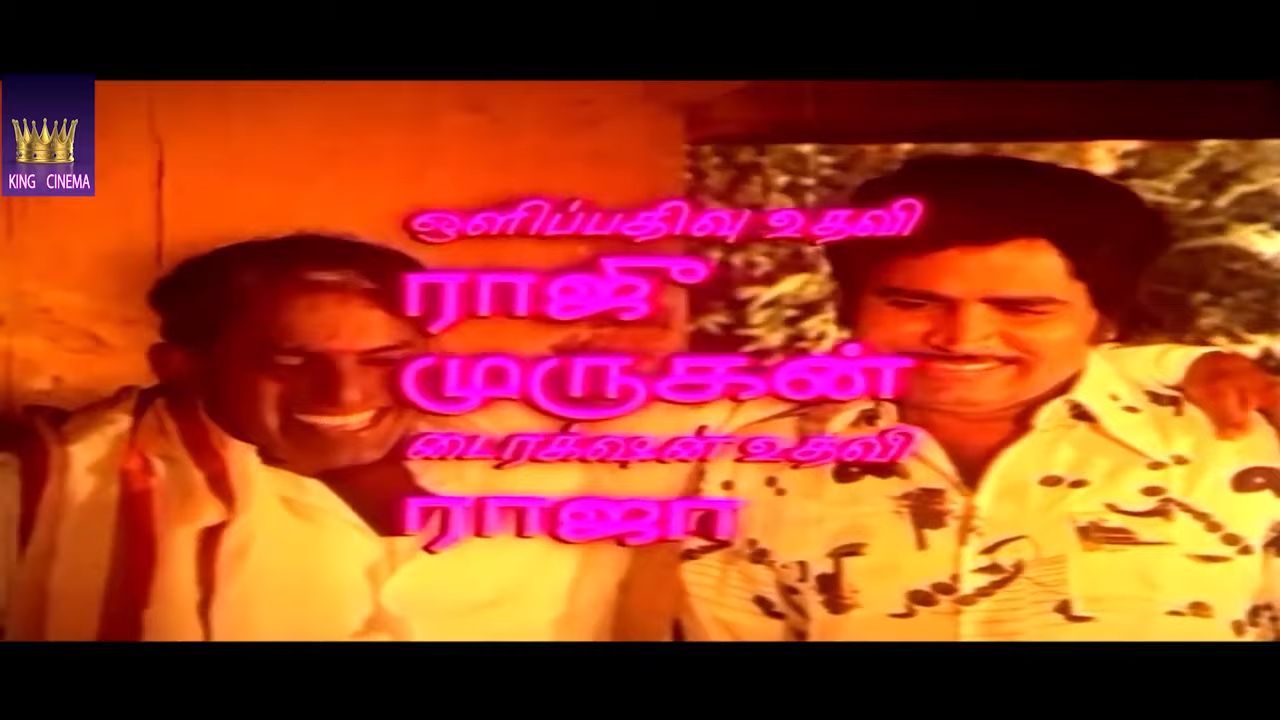 KING CINEMA
ஒளிப்பதிவு உதவி
ராஜீ
முருகன்
டைரக்‌ஷன் உதவி
ராஜா